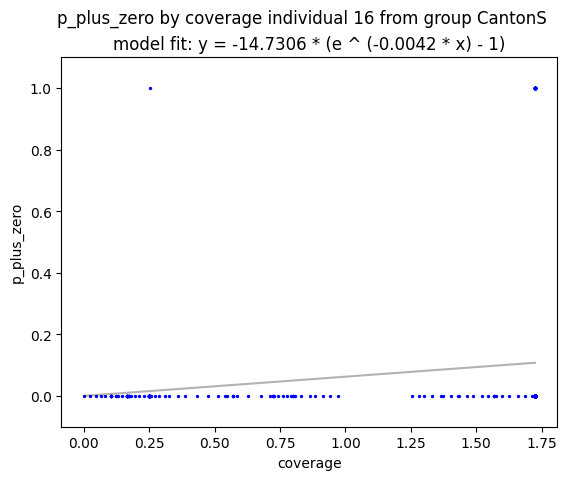 p_plus_zero by coverage individual 16 from group CantonS
model fit: y = -14.7306 * (e ^ (-0.0042 * x) - 1)
1.0
0.8
0.6
0.4
0.2
0.0
p_plus_zero
0.00 0.25 0.50 0.75 1.00 1.25 1.50 1.75
coverage